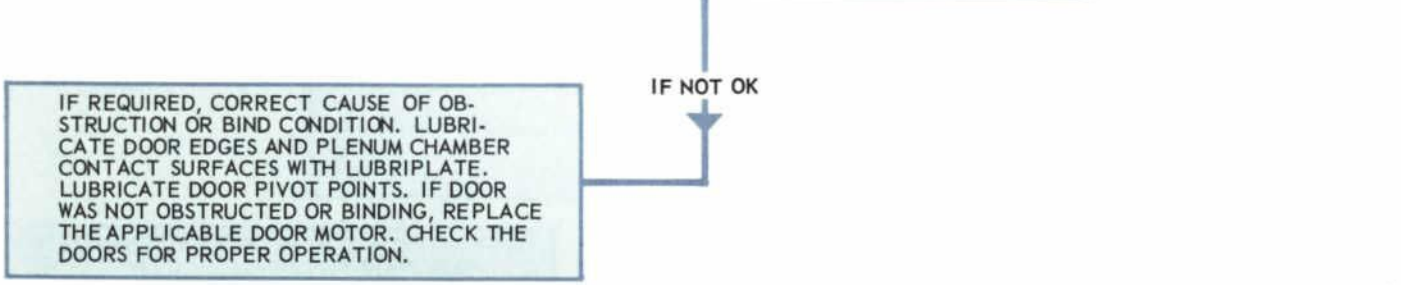 IF NOT OK
IF REQUIRED, CORRECT CAUSE OF OB-
STRUCTION OR BIND CONDITION. LUBRI-
CATE DOOR EDGES AND PLENUM CHAMBER
CONTACT SURFACES WITH LUBRIPLATE.
LUBRICATE DOOR PIVOT POINTS. IF DOOR
WAS NOT OBSTRUCTED OR BINDING, REPLACE
THE APPLICABLE DOOR MOTOR. CHECK THE
DOORS FOR PROPER OPERATION.